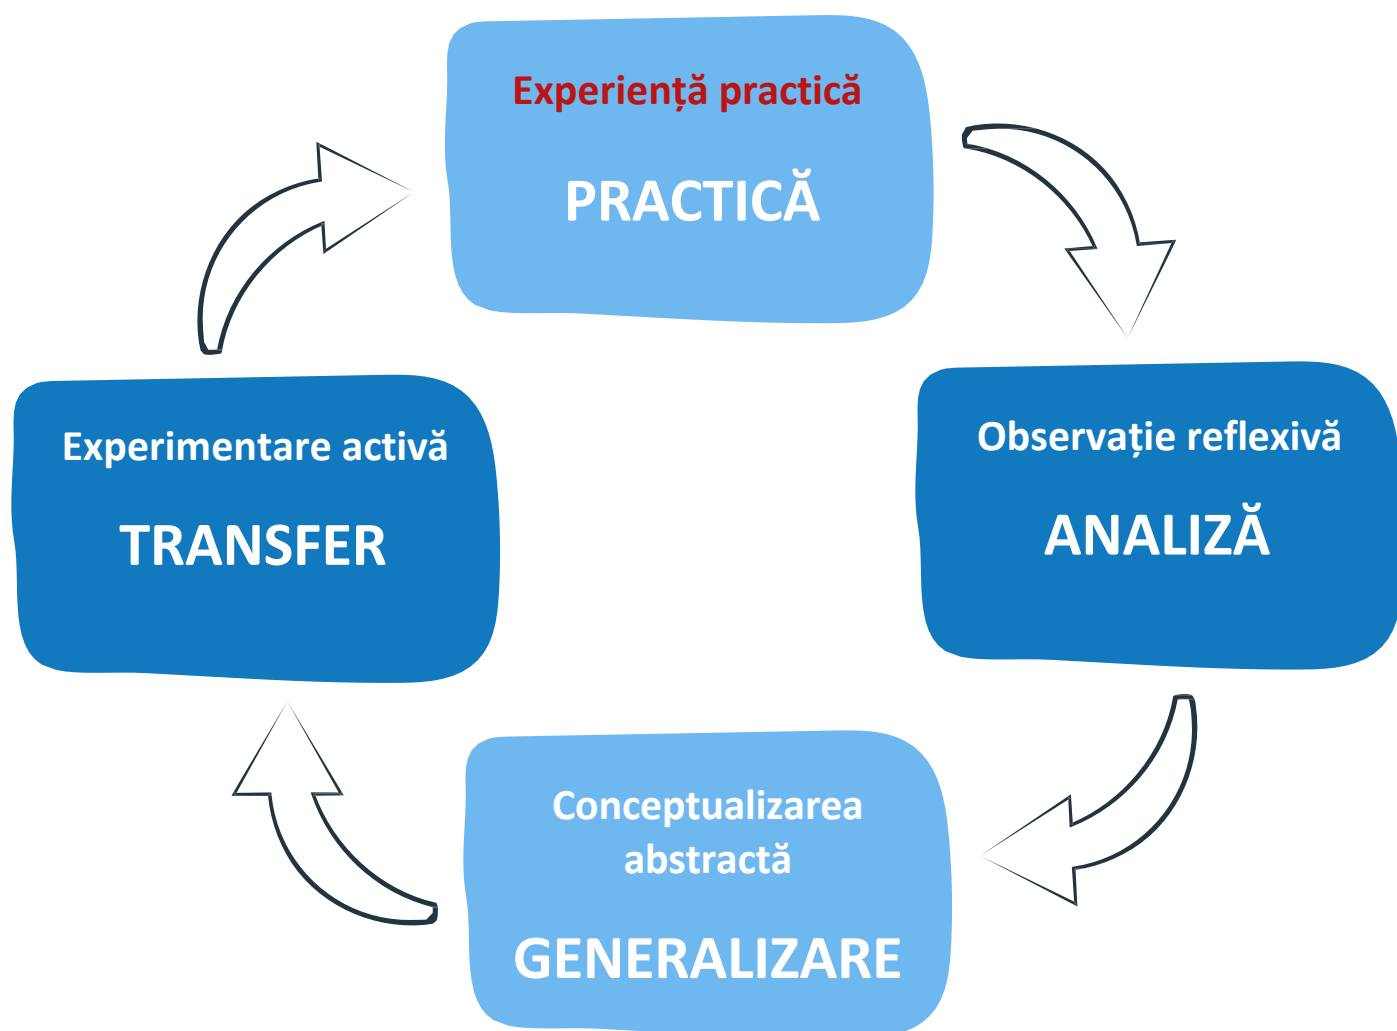 Experiență practică
PRACTICĂ
Observație reflexivă
ANALIZĂ
Conceptualizarea
abstractă
GENERALIZARE
Experimentare activă
TRANSFER